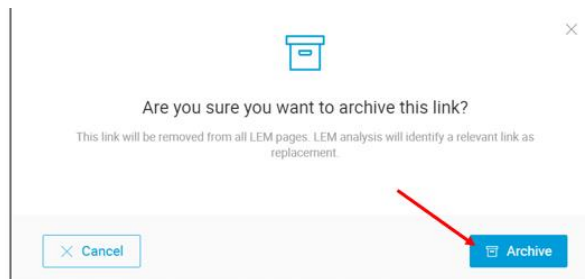 Are you sure you want to archive this link?
This link will be removed from all LEM pages. LEM analysis will identify a relevant link as
replacement.
Cancel
Archive